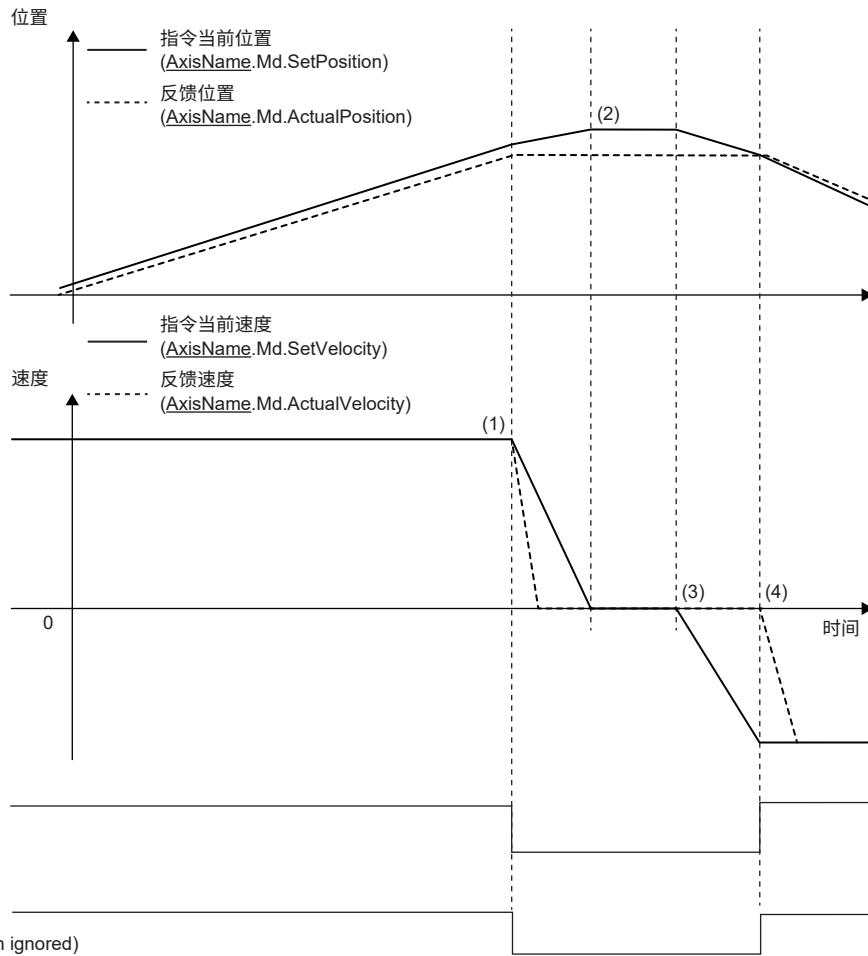 位置
指令当前位置
(AxisName.Md.SetPosition)
反馈位置
(AxisName.Md.ActualPosition)
(2)
指令当前速度
(AxisName.Md.SetVelocity)
速度
反馈速度
(AxisName.Md.ActualVelocity)
(1)
(3)
(4)
0
时间
ignored)